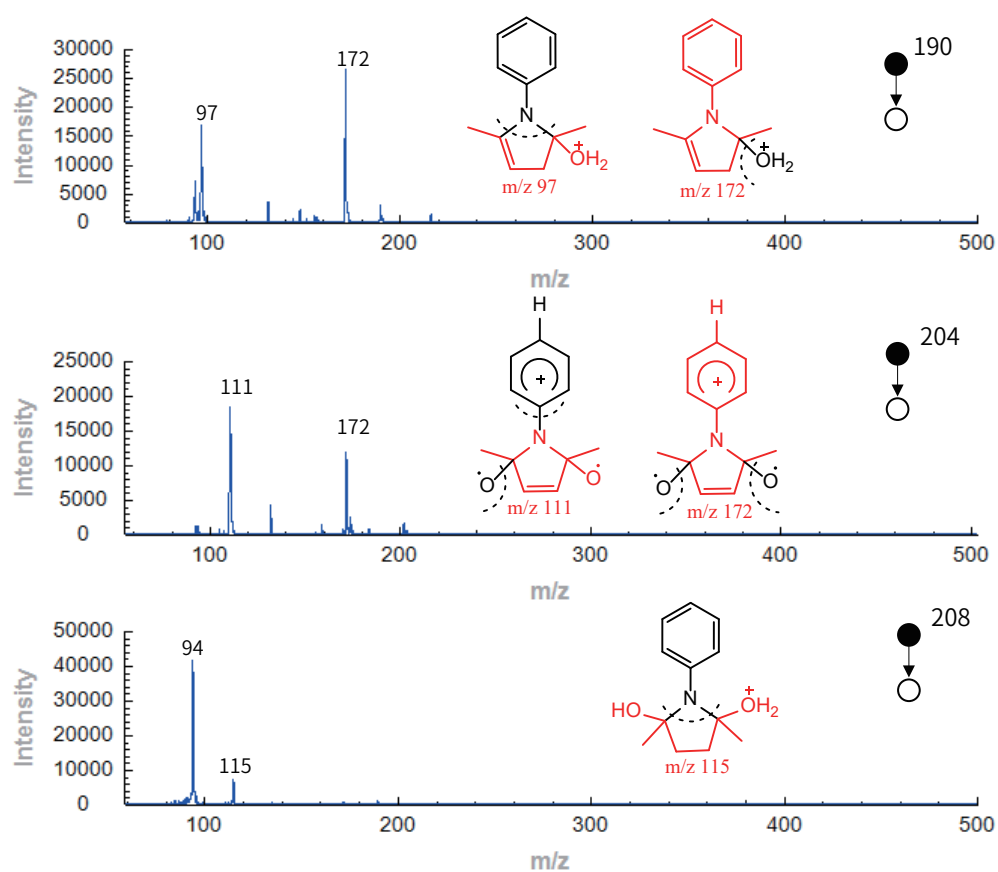 190
30000
25000
20000
15000
10000
5000
0
Intensity
97
172
100
200
300
400
500
m/z
N
+
OH2
m/z 97
N
+
OH2
m/z 172
204
25000
20000
15000
10000
5000
0
Intensity
111
172
100
200
300
400
500
m/z
H
+
N
O
O
m/z 111
H
+
N
O
O
m/z 172
208
50000
40000
30000
20000
10000
0
Intensity
94
115
100
200
300
400
500
m/z
N
HO
+
OH2
m/z 115